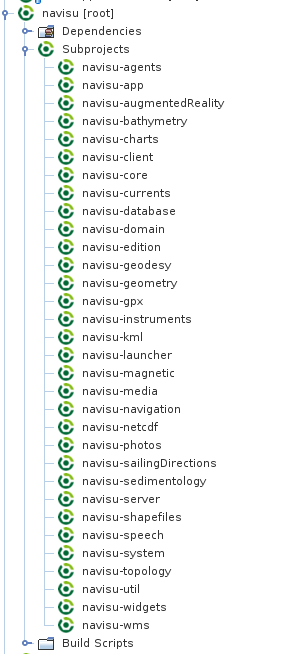 navisu [root]
Dependencies
Subprojects
navisu-agents
navisu-app
navisu-augmentedReality
navisu-bathymetry
navisu-charts
navisu-client
navisu-core
navisu-currents
navisu-database
navisu-domain
navisu-edition
navisu-geodesy
navisu-geometry
navisu-gpx
navisu-instruments
navisu-kml
navisu-launcher
navisu-magnetic
navisu-media
navisu-navigation
navisu-netcdf
navisu-photos
navisu-sailingDirections
navisu-sedimentology
navisu-server
navisu-shapefiles
navisu-speech
navisu-system
navisu-topology
navisu-util
navisu-widgets
navisu-wms
Build Scripts